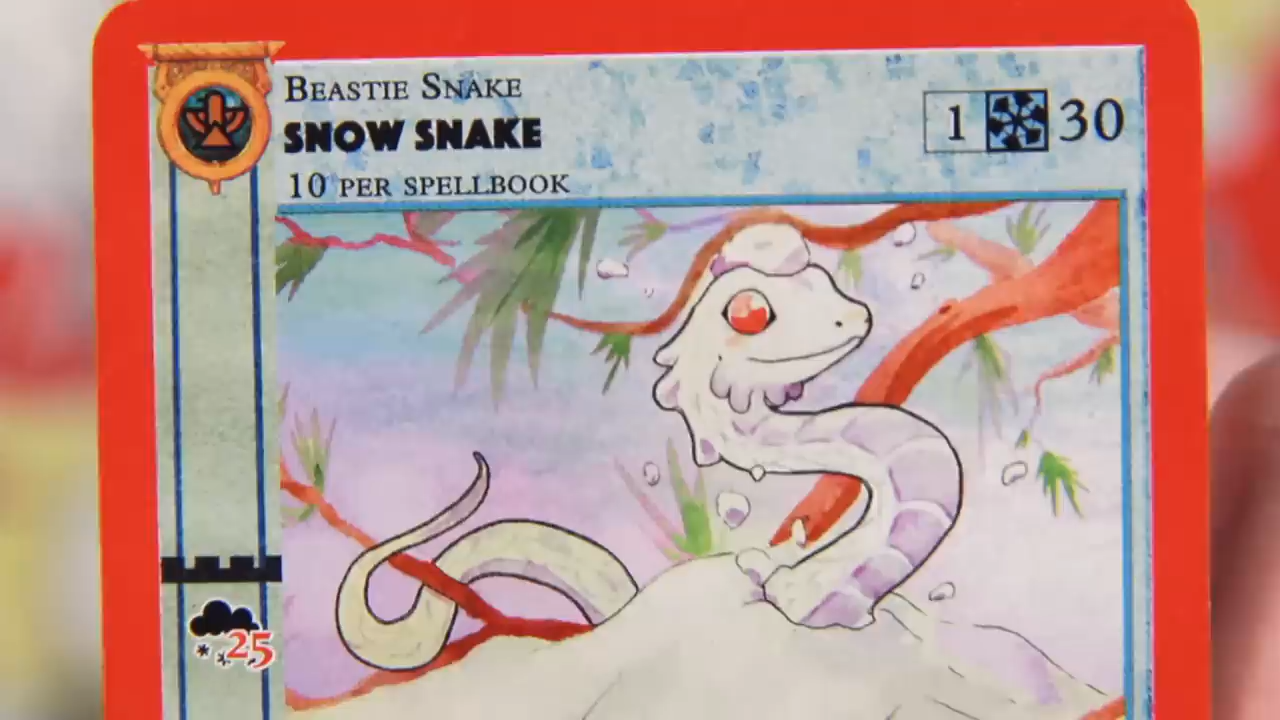 BEASTIE SNAKE
SNOW SNAKE
1 30
10 PER SPELLBOOK
25